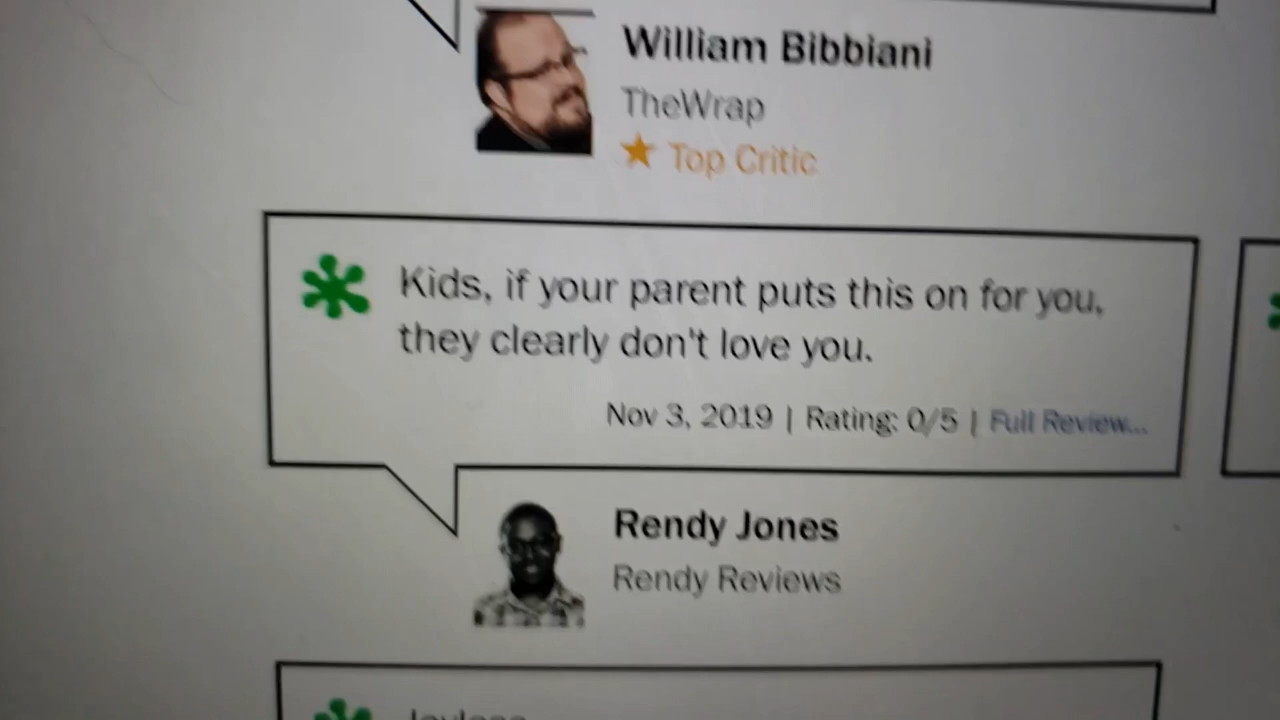 William Bibbiani
TheWrap
Top Critic
Kids, if your parent puts this on for you,
they clearly don't love you.
Nov 3, 2019 | Rating: 0/5 | Full Review...
Rendy Jones
Rendy Reviews